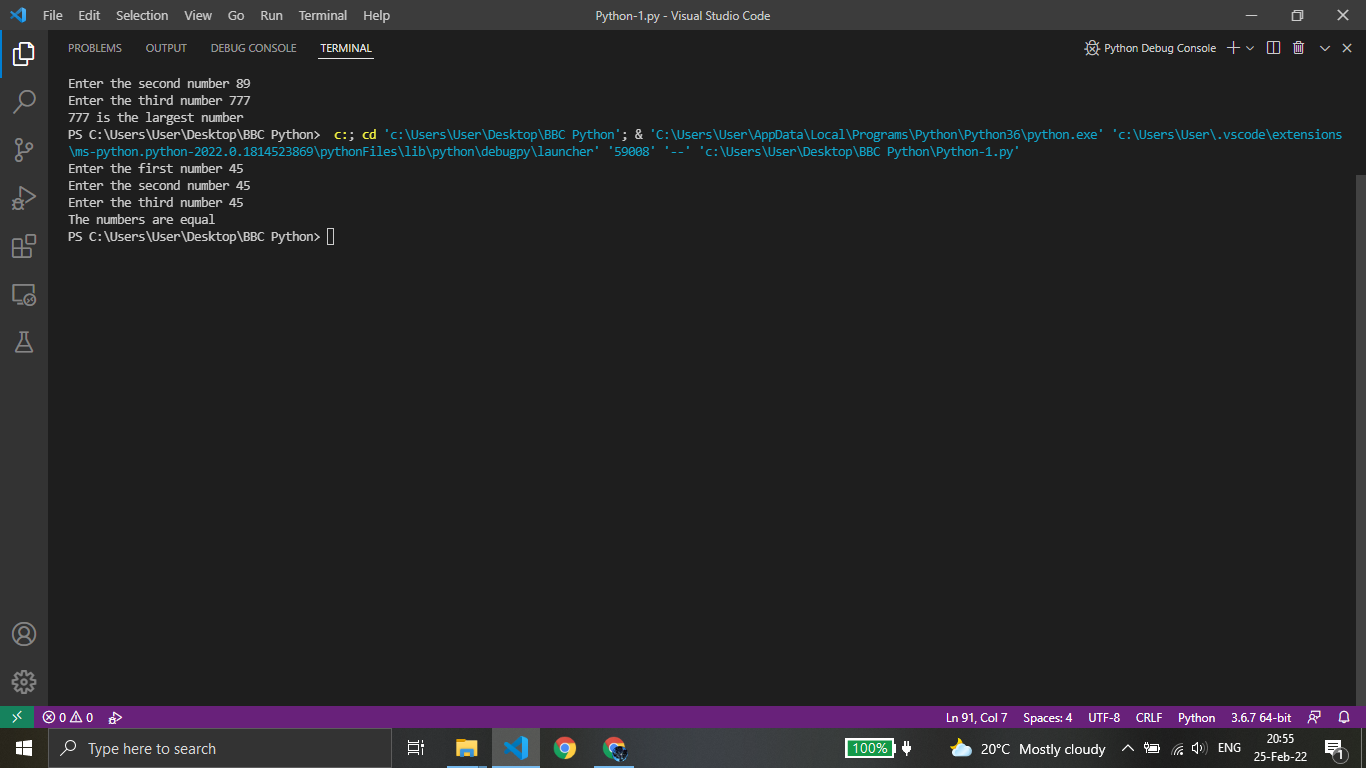 File Edit Selection View Go Run Terminal Help Python-1.py - Visual Studio Code
PROBLEMS OUTPUT DEBUG CONSOLE TERMINAL Python Debug Console
Enter the second number 89
Enter the third number 777
777 is the largest number
PS C:\Users\User\Desktop\BBC Python>  c:; cd 'c:\Users\User\Desktop\BBC Python'; & 'C:\Users\User\AppData\Local\Programs\Python\Python36\python.exe' 'c:\Users\User\.vscode\extensions
\ms-python.python-2022.0.1814523869\pythonFiles\lib\python\debugpy\launcher' '59008' '--' 'c:\Users\User\Desktop\BBC Python\Python-1.py'
Enter the first number 45
Enter the second number 45
Enter the third number 45
The numbers are equal
PS C:\Users\User\Desktop\BBC Python>
0 0 Ln 91, Col 7 Spaces: 4 UTF-8 CRLF Python 3.6.7 64-bit
Type here to search 100% 20°C Mostly cloudy ENG 20:55
25-Feb-22 1